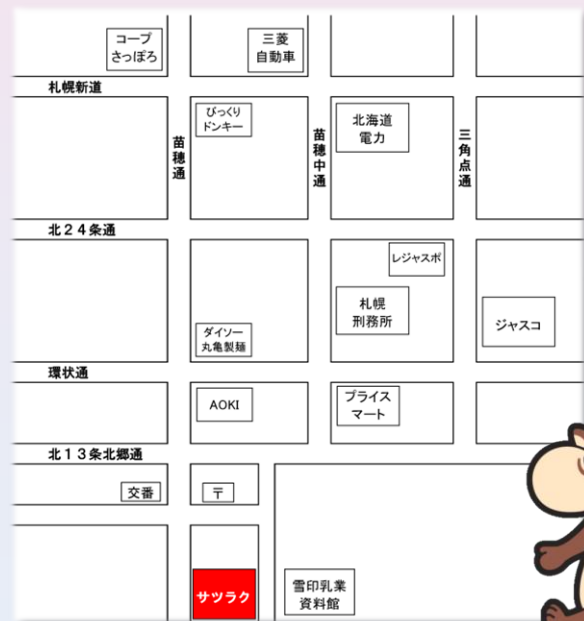 コープ
さっぽろ
三菱
自動車
札幌新道
びっくり
ドンキー
北海道
電力
苗穂通
苗穂中通
三角点通
北24条通
レジャスポ
札幌
刑務所
ジャスコ
ダイソー
丸亀製麺
環状通
AOKI
プライス
マート
北13条北郷通
交番
〒
サツラク
雪印乳業
資料館